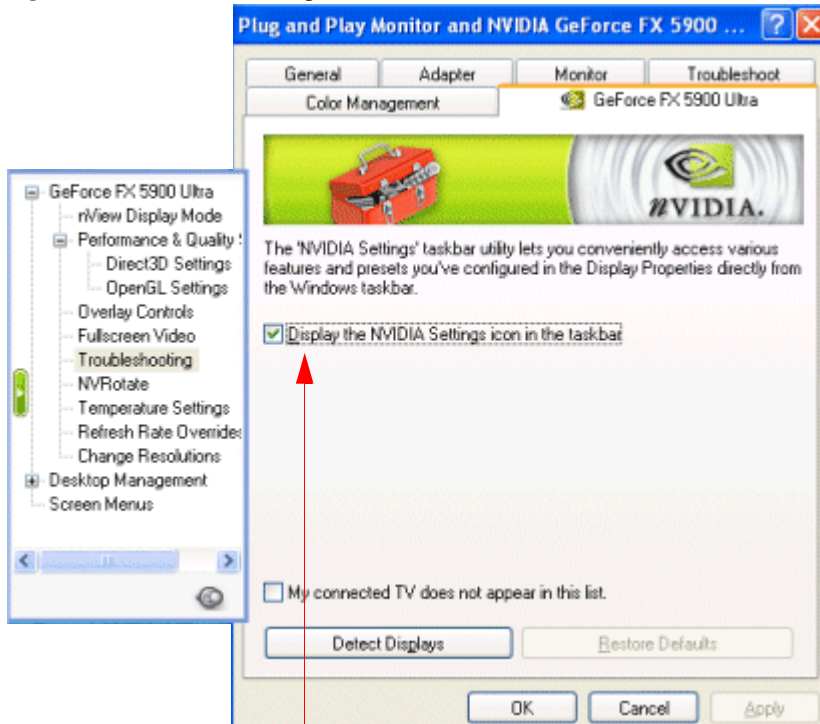 Plug and Play Monitor and NVIDIA GeForce FX 5900 ...
General Adapter Monitor Troubleshoot
Color Management GeForce FX 5900 Ultra
nVIDIA.
The 'NVIDIA Settings' taskbar utility lets you conveniently access various
features and presets you've configured in the Display Properties directly from
the Windows taskbar.
Display the NVIDIA Settings icon in the taskbar
My connected TV does not appear in this list.
Detect Displays Restore Defaults
OK Cancel Apply
GeForce FX 5900 Ultra
nView Display Mode
Performance & Quality
Direct3D Settings
OpenGL Settings
Overlay Controls
Fullscreen Video
Troubleshooting
NVRotate
Temperature Settings
Refresh Rate Overrides
Change Resolutions
Desktop Management
Screen Menus